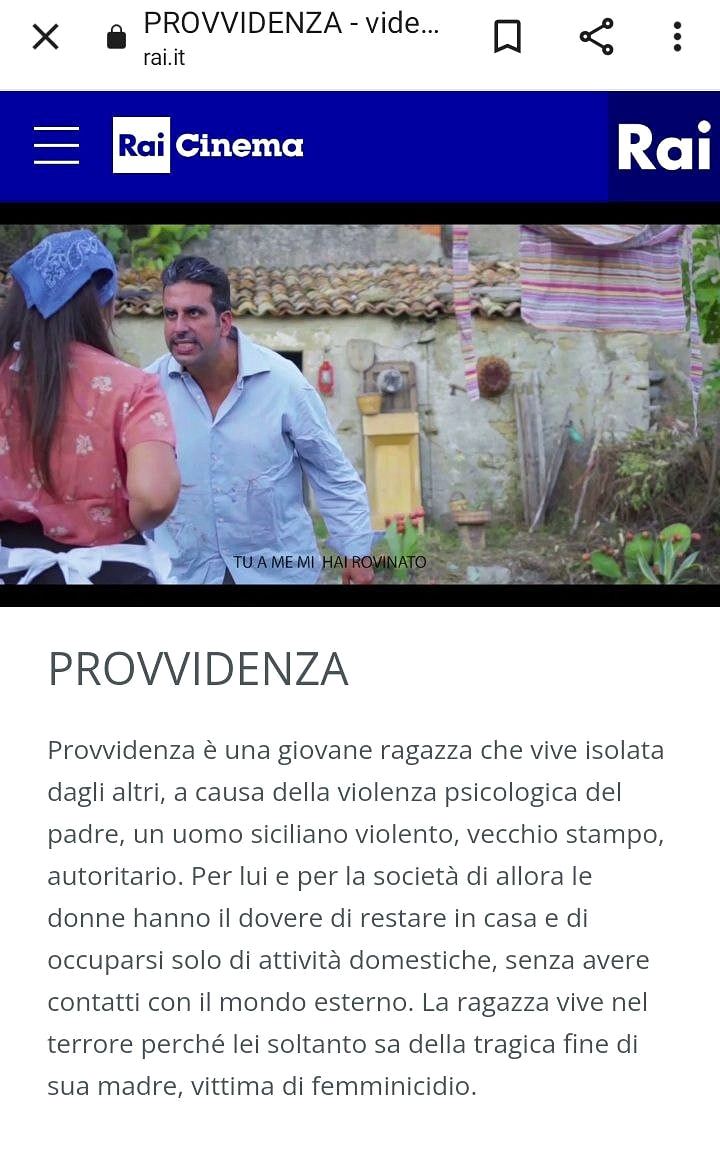 PROVVIDENZA - vide...
rai.it
Rai Cinema
Rai
TU A ME MI HAI ROVINATO
PROVVIDENZA
Provvidenza è una giovane ragazza che vive isolata
dagli altri, a causa della violenza psicologica del
padre, un uomo siciliano violento, vecchio stampo,
autoritario. Per lui e per la società di allora le
donne hanno il dovere di restare in casa e di
occuparsi solo di attività domestiche, senza avere
contatti con il mondo esterno. La ragazza vive nel
terrore perché lei soltanto sa della tragica fine di
sua madre, vittima di femminicidio.